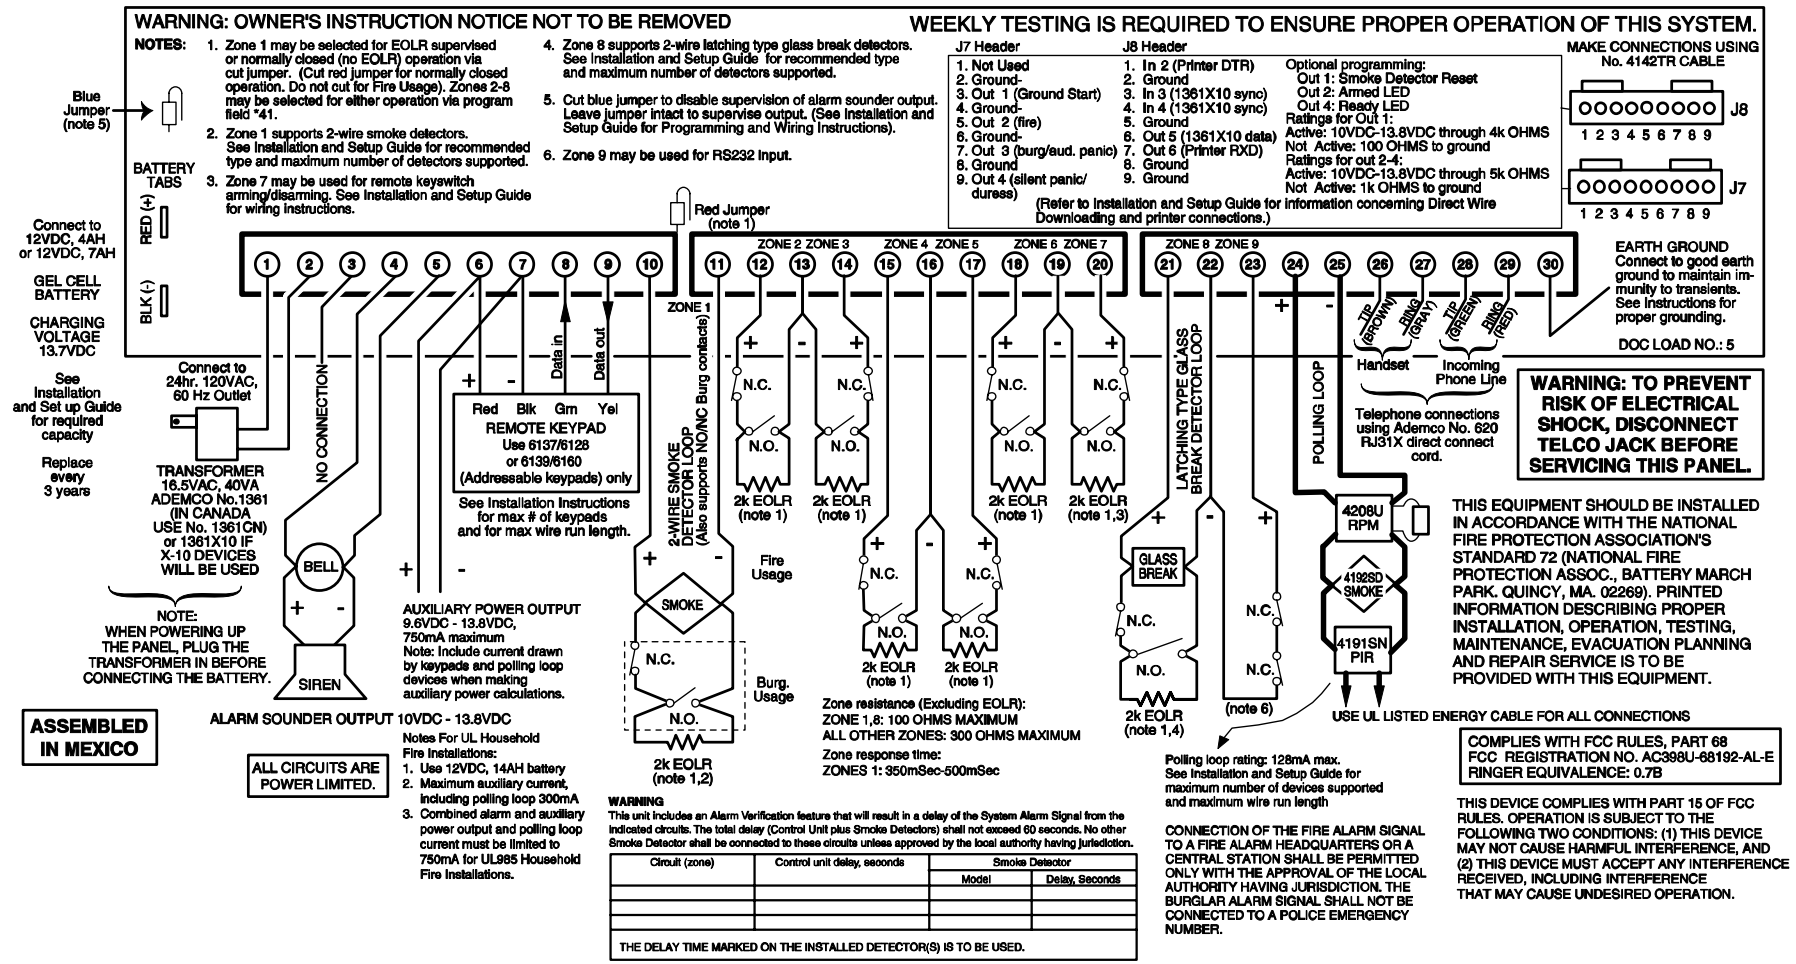 WARNING: OWNER'S INSTRUCTION NOTICE NOT TO BE REMOVED
WEEKLY TESTING IS REQUIRED TO ENSURE PROPER OPERATION OF THIS SYSTEM.
NOTES:
1. Zone 1 may be selected for EOLR supervised
or normally closed (no EOLR) operation via
cut jumper. (Cut red jumper for normally closed
operation. Do not cut for Fire Usage). Zones 2-8
may be selected for either operation via program
field *41.
2. Zone 1 supports 2-wire smoke detectors.
See Installation and Setup Guide for recommended
type and maximum number of detectors supported.
3. Zone 7 may be used for remote keyswitch
arming/disarming. See Installation and Setup Guide
for wiring instructions.
4. Zone 8 supports 2-wire latching type glass break detectors.
See Installation and Setup Guide for recommended type
and maximum number of detectors supported.
5. Cut blue jumper to disable supervision of alarm sounder output.
Leave jumper intact to supervise output. (See Installation and
Setup Guide for Programming and Wiring Instructions).
6. Zone 9 may be used for RS232 Input.
J7 Header
1. Not Used
2. Ground-
3. Out 1 (Ground Start)
4. Ground-
5. Out 2 (fire)
6. Ground-
7. Out 3 (burg/aud. panic)
8. Ground
9. Out 4 (silent panic/
duress)
J8 Header
1. In 2 (Printer DTR)
2. Ground
3. In 3 (1361X10 sync)
4. In 4 (1361X10 sync)
5. Ground
6. Out 5 (1361X10 data)
7. Out 6 (Printer RXD)
8. Ground
9. Ground
Optional programming:
Out 1: Smoke Detector Reset
Out 2: Armed LED
Out 4: Ready LED
Ratings for Out 1:
Active: 10VDC-13.8VDC through 4k OHMS
Not Active: 100 OHMS to ground
Ratings for out 2-4:
Active: 10VDC-13.8VDC through 5k OHMS
Not Active: 1k OHMS to ground
(Refer to Installation and Setup Guide for information concerning Direct Wire
Downloading and printer connections.)
MAKE CONNECTIONS USING
No. 4142TR CABLE
J8
1 2 3 4 5 6 7 8 9
J7
1 2 3 4 5 6 7 8 9
Blue
Jumper
(note 5)
BATTERY
TABS
RED (+)
BLK (-)
Connect to
12VDC, 4AH
or 12VDC, 7AH
GEL CELL
BATTERY
CHARGING
VOLTAGE
13.7VDC
See
Installation
and Set up Guide
for required
capacity
Replace
every
3 years
Red Jumper
(note 1)
ZONE 2 ZONE 3 ZONE 4 ZONE 5 ZONE 6 ZONE 7 ZONE 8 ZONE 9
1 2 3 4 5 6 7 8 9 10 11 12 13 14 15 16 17 18 19 20 21 22 23 24 25 26 27 28 29 30
EARTH GROUND
Connect to good earth
ground to maintain im-
munity to transients.
See Instructions for
proper grounding.
DOC LOAD NO.: 5
Connect to
24hr. 120VAC,
60 Hz Outlet
TRANSFORMER
16.5VAC, 40VA
ADEMCO No.1361
(IN CANADA
USE No. 1361CN)
or 1361X10 IF
X-10 DEVICES
WILL BE USED
NOTE:
WHEN POWERING UP
THE PANEL, PLUG THE
TRANSFORMER IN BEFORE
CONNECTING THE BATTERY.
NO CONNECTION
BELL
+ -
SIREN
ALARM SOUNDER OUTPUT 10VDC - 13.8VDC
+ -
AUXILIARY POWER OUTPUT
9.6VDC - 13.8VDC,
750mA maximum
Note: Include current drawn
by keypads and polling loop
devices when making
auxiliary power calculations.
Notes For UL Household
Fire Installations:
1. Use 12VDC, 14AH battery
2. Maximum auxiliary current,
including polling loop 300mA
3. Combined alarm and auxiliary
power output and polling loop
current must be limited to
750mA for UL985 Household
Fire Installations.
ASSEMBLED
IN MEXICO
ALL CIRCUITS ARE
POWER LIMITED.
+ -
Data in
Data out
Red Blk Grn Yel
REMOTE KEYPAD
Use 6137/6128
or 6139/6160
(Addressable keypads) only
See Installation Instructions
for max # of keypads
and for max wire run length.
ZONE 1
2-WIRE SMOKE
DETECTOR LOOP
(Also supports NO/NC Burg contacts)
+ -
Fire
Usage
SMOKE
N.C.
N.O.
Burg.
Usage
2k EOLR
(note 1,2)
+ - +
N.C. N.C.
N.O. N.O.
2k EOLR
(note 1)
2k EOLR
(note 1)
+ - +
N.C. N.C.
N.O. N.O.
2k EOLR
(note 1)
2k EOLR
(note 1)
+ - +
N.C. N.C.
N.O. N.O.
2k EOLR
(note 1)
2k EOLR
(note 1,3)
Zone resistance (Excluding EOLR):
ZONE 1,8: 100 OHMS MAXIMUM
ALL OTHER ZONES: 300 OHMS MAXIMUM
Zone response time:
ZONES 1: 350mSec-500mSec
LATCHING TYPE GLASS
BREAK DETECTOR LOOP
+ - +
GLASS
BREAK
N.C.
N.O.
2k EOLR
(note 1,4)
N.C.
N.C.
(note 6)
+ -
POLLING LOOP
4208U
RPM
4192SD
SMOKE
4191SN
PIR
USE UL LISTED ENERGY CABLE FOR ALL CONNECTIONS
Polling loop rating: 128mA max.
See Installation and Setup Guide for
maximum number of devices supported
and maximum wire run length
CONNECTION OF THE FIRE ALARM SIGNAL
TO A FIRE ALARM HEADQUARTERS OR A
CENTRAL STATION SHALL BE PERMITTED
ONLY WITH THE APPROVAL OF THE LOCAL
AUTHORITY HAVING JURISDICTION. THE
BURGLAR ALARM SIGNAL SHALL NOT BE
CONNECTED TO A POLICE EMERGENCY
NUMBER.
TIP
(BROWN)
RING
(GRAY)
TIP
(GREEN)
RING
(RED)
Handset
Incoming
Phone Line
Telephone connections
using Ademco No. 620
RJ31X direct connect
cord.
WARNING: TO PREVENT
RISK OF ELECTRICAL
SHOCK, DISCONNECT
TELCO JACK BEFORE
SERVICING THIS PANEL.
THIS EQUIPMENT SHOULD BE INSTALLED
IN ACCORDANCE WITH THE NATIONAL
FIRE PROTECTION ASSOCIATION'S
STANDARD 72 (NATIONAL FIRE
PROTECTION ASSOC., BATTERY MARCH
PARK. QUINCY, MA. 02269). PRINTED
INFORMATION DESCRIBING PROPER
INSTALLATION, OPERATION, TESTING,
MAINTENANCE, EVACUATION PLANNING
AND REPAIR SERVICE IS TO BE
PROVIDED WITH THIS EQUIPMENT.
COMPLIES WITH FCC RULES, PART 68
FCC REGISTRATION NO. AC398U-68192-AL-E
RINGER EQUIVALENCE: 0.7B
THIS DEVICE COMPLIES WITH PART 15 OF FCC
RULES. OPERATION IS SUBJECT TO THE
FOLLOWING TWO CONDITIONS: (1) THIS DEVICE
MAY NOT CAUSE HARMFUL INTERFERENCE, AND
(2) THIS DEVICE MUST ACCEPT ANY INTERFERENCE
RECEIVED, INCLUDING INTERFERENCE
THAT MAY CAUSE UNDESIRED OPERATION.
WARNING
This unit includes an Alarm Verification feature that will result in a delay of the System Alarm Signal from the
indicated circuits. The total delay (Control Unit plus Smoke Detectors) shall not exceed 60 seconds. No other
Smoke Detector shall be connected to these circuits unless approved by the local authority having jurisdiction.
Circuit (zone) Control unit delay, seconds Smoke Detector
Model Delay, Seconds
THE DELAY TIME MARKED ON THE INSTALLED DETECTOR(S) IS TO BE USED.